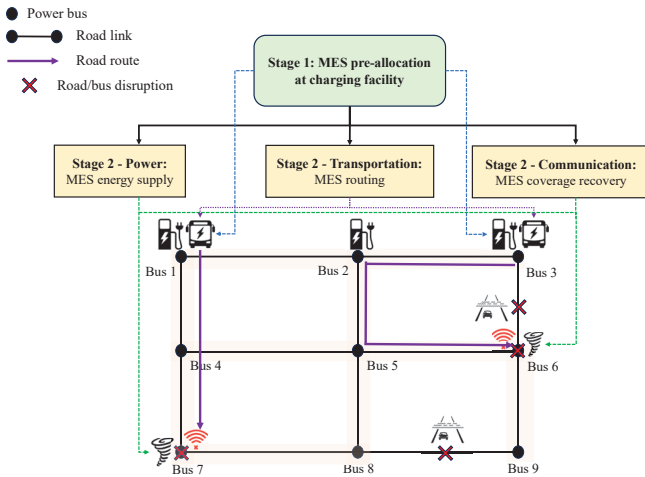 Power bus
Road link
Road route
Road/bus disruption
Stage 1: MES pre-allocation
at charging facility
Stage 2 - Power:
MES energy supply
Stage 2 - Transportation:
MES routing
Stage 2 - Communication:
MES coverage recovery
Bus 1
Bus 2
Bus 3
Bus 4
Bus 5
Bus 6
Bus 7
Bus 8
Bus 9